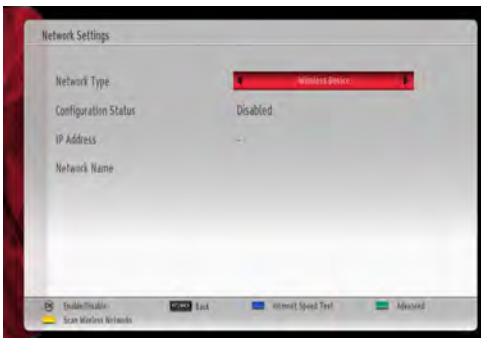 Network Settings
Network Type Wireless Device
Configuration Status Disabled
IP Address -
Network Name
OK Enable/Disable Back Internet Speed Test Advanced
Scan Wireless Networks